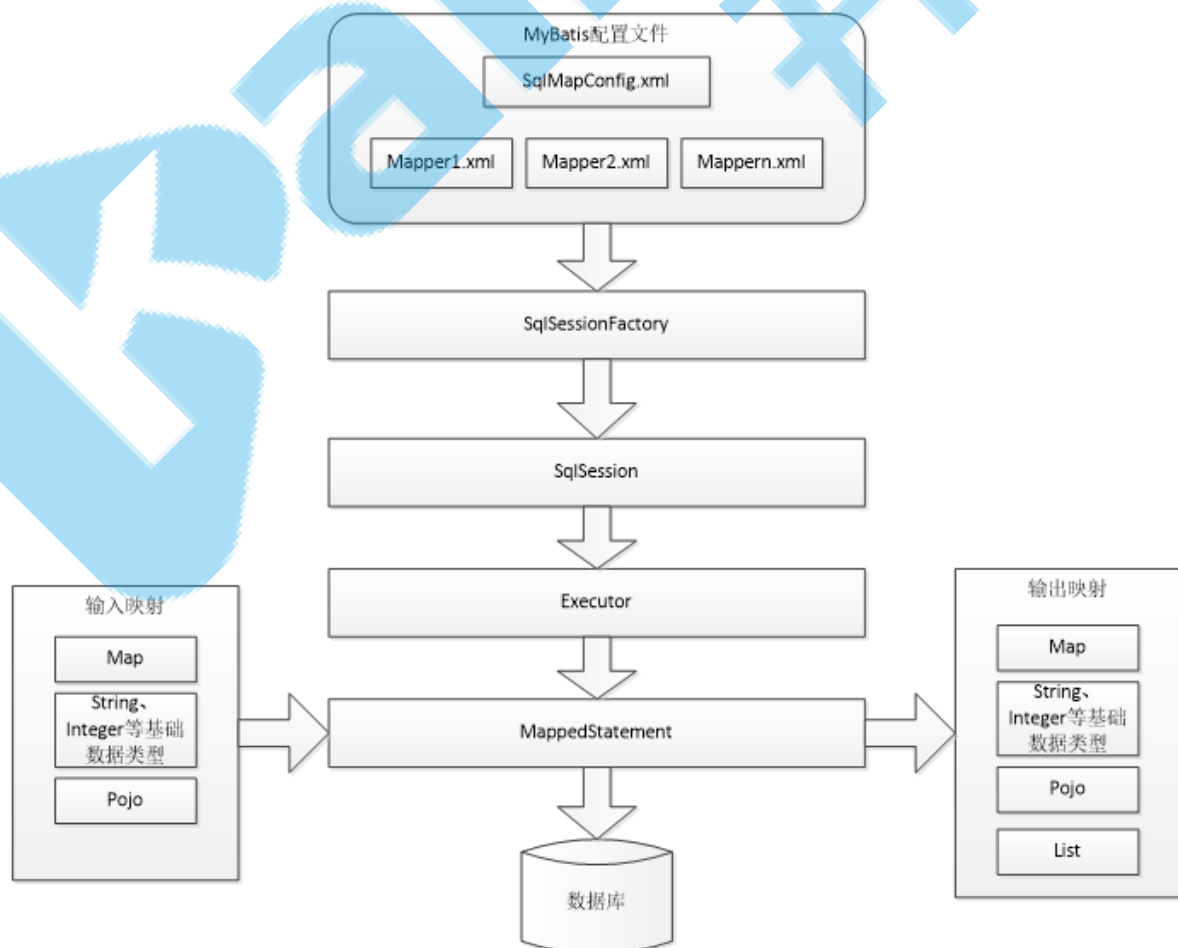 MyBatis配置文件
SqlMapConfig.xml
Mapper1.xml
Mapper2.xml
Mappern.xml
SqlSessionFactory
SqlSession
Executor
输入映射
Map
String、
Integer等基础
数据类型
Pojo
MappedStatement
输出映射
Map
String、
Integer等基础
数据类型
Pojo
List
数据库